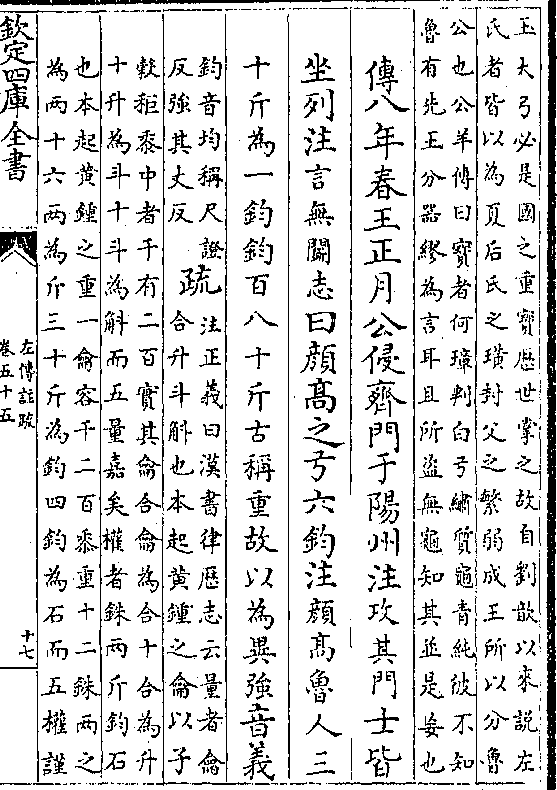 玉大弓必是國之重寶歴世掌之故自劉歆以來說左
氏者皆以為夏后氏之璜封父之繁弱成王所以分魯
公也公羊傳曰寶者何璋判白弓繡質龜青純彼不知
魯有先王分器繆為言耳且所盜無龜知其並是妄也
傳八年春王正月公侵齊門于陽州注攻其門士皆
坐列注言無鬬志曰顔髙之弓六鈞注顔髙魯人三
十斤為一鈞鈞百八十斤古稱重故以為異強音義
鈞音均稱尺證
反強其丈反
疏
法正義曰漢書律歴志云量者龠
合升斗斛也本起黄鍾之龠以子
榖秬黍中者千有二百實其龠合龠為合十合為升
十升為斗十斗為斛而五量嘉矣權者銖兩斤鈞石
也本起黄鍾之重一龠容千二百黍重十二銖兩之
為兩十六兩為斤三十斤為鈞四鈞為石而五權謹
欽定四庫全書
左傳註疏
卷五十五
十七